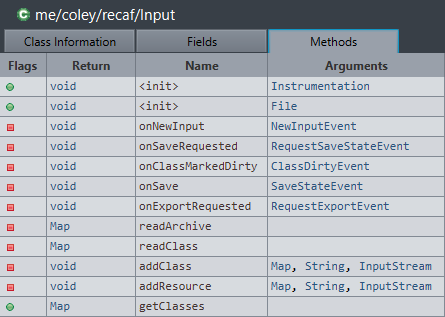 me/coley/recaf/Input
Class Information Fields Methods
Flags Return Name Arguments
void <init> Instrumentation
void <init> File
void onNewInput NewInputEvent
void onSaveRequested RequestSaveStateEvent
void onClassMarkedDirty ClassDirtyEvent
void onSave SaveStateEvent
void onExportRequested RequestExportEvent
Map readArchive
Map readClass
void addClass Map, String, InputStream
void addResource Map, String, InputStream
Map getClasses